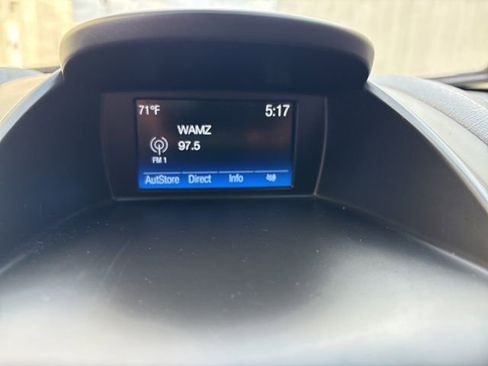 71°F 5:17
WAMZ
97.5
FM 1
AutStore Direct Info